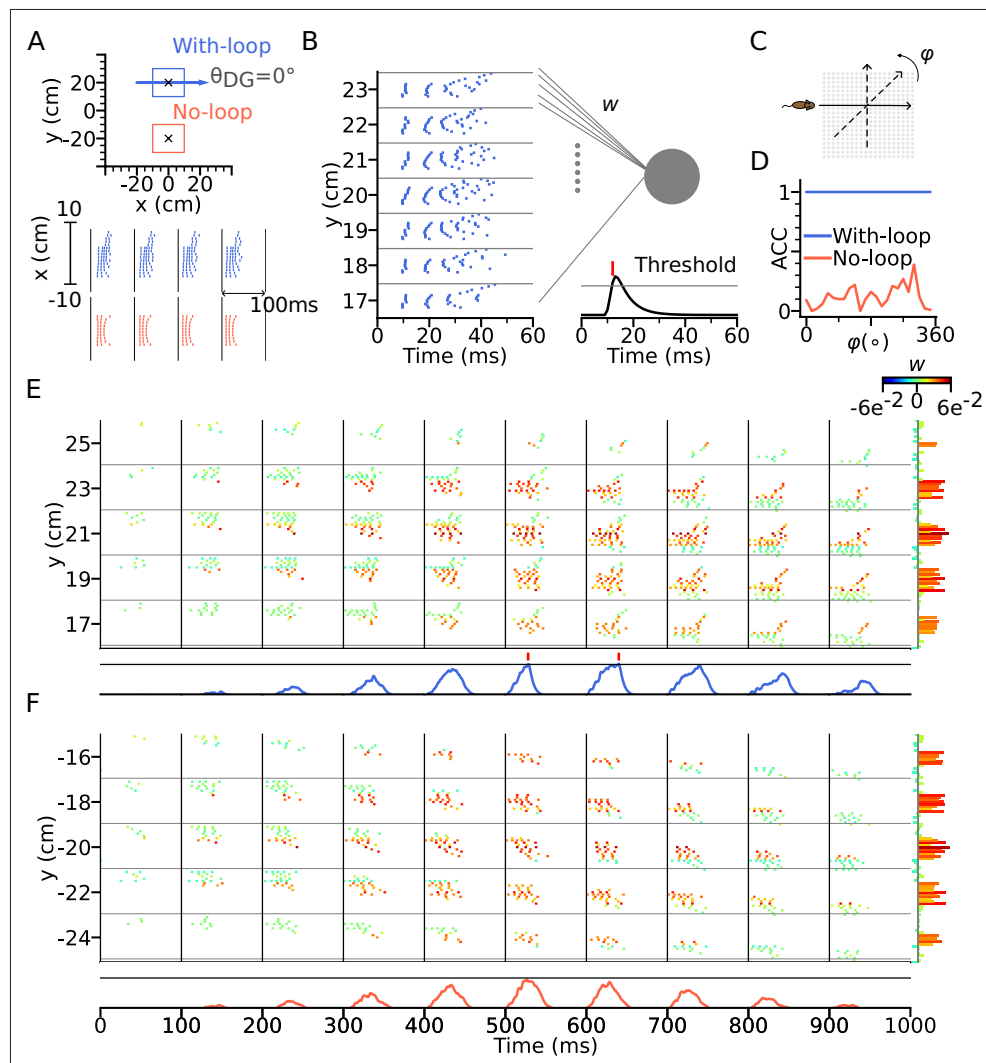 A
With-loop
θDG=0°
No-loop
y (cm)
20
0
-20
-20 0 20
x (cm)
x (cm)
10
-10
100ms
B
w
y (cm)
23
22
21
20
19
18
17
0 20 40 60
Time (ms)
Threshold
0 20 40 60
Time (ms)
C
φ
D
ACC
1
0
With-loop
No-loop
0 360
φ(∘)
w
-6e-2 0 6e-2
E
y (cm)
25
23
21
19
17
F
y (cm)
-16
-18
-20
-22
-24
0 100 200 300 400 500 600 700 800 900 1000
Time (ms)